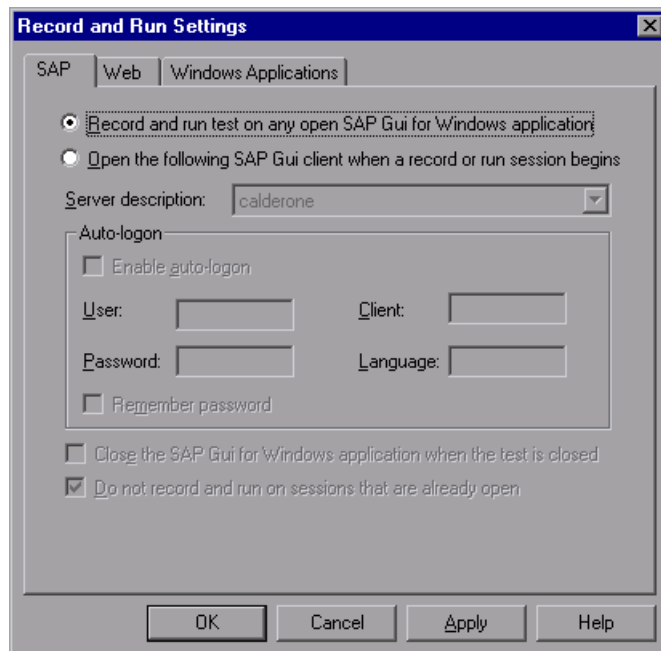 Record and Run Settings
SAP Web Windows Applications
Record and run test on any open SAP Gui for Windows application
Open the following SAP Gui client when a record or run session begins
Server description: calderone
Auto-logon
Enable auto-logon
User: Client:
Password: Language:
Remember password
Close the SAP Gui for Windows application when the test is closed
Do not record and run on sessions that are already open
OK Cancel Apply Help